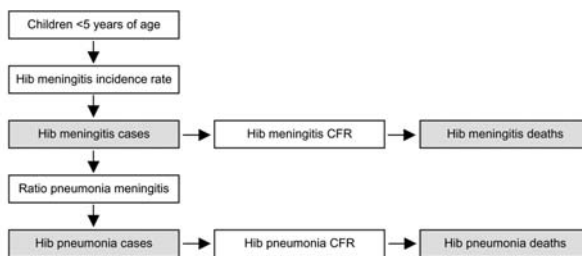 Children <5 years of age
Hib meningitis incidence rate
Hib meningitis cases
Hib meningitis CFR
Hib meningitis deaths
Ratio pneumonia meningitis
Hib pneumonia cases
Hib pneumonia CFR
Hib pneumonia deaths